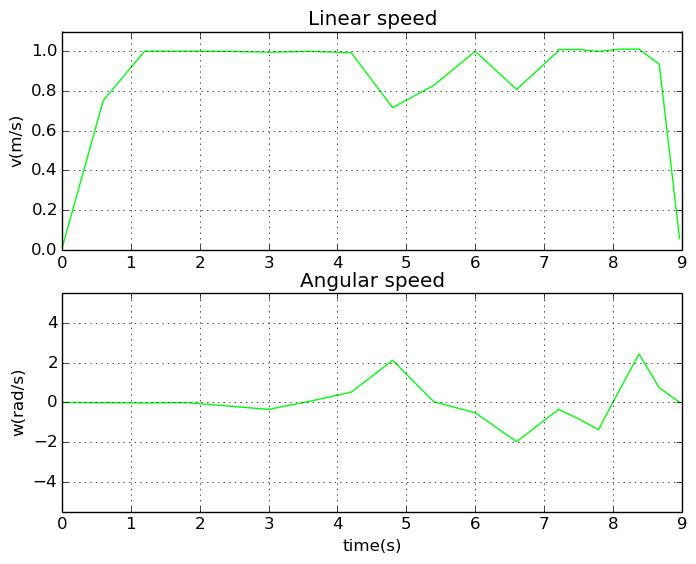 Linear speed
1.0
0.8
0.6
0.4
0.2
0.0
v(m/s)
0 1 2 3 4 5 6 7 8 9
Angular speed
4
2
0
−2
−4
w(rad/s)
0 1 2 3 4 5 6 7 8 9
time(s)